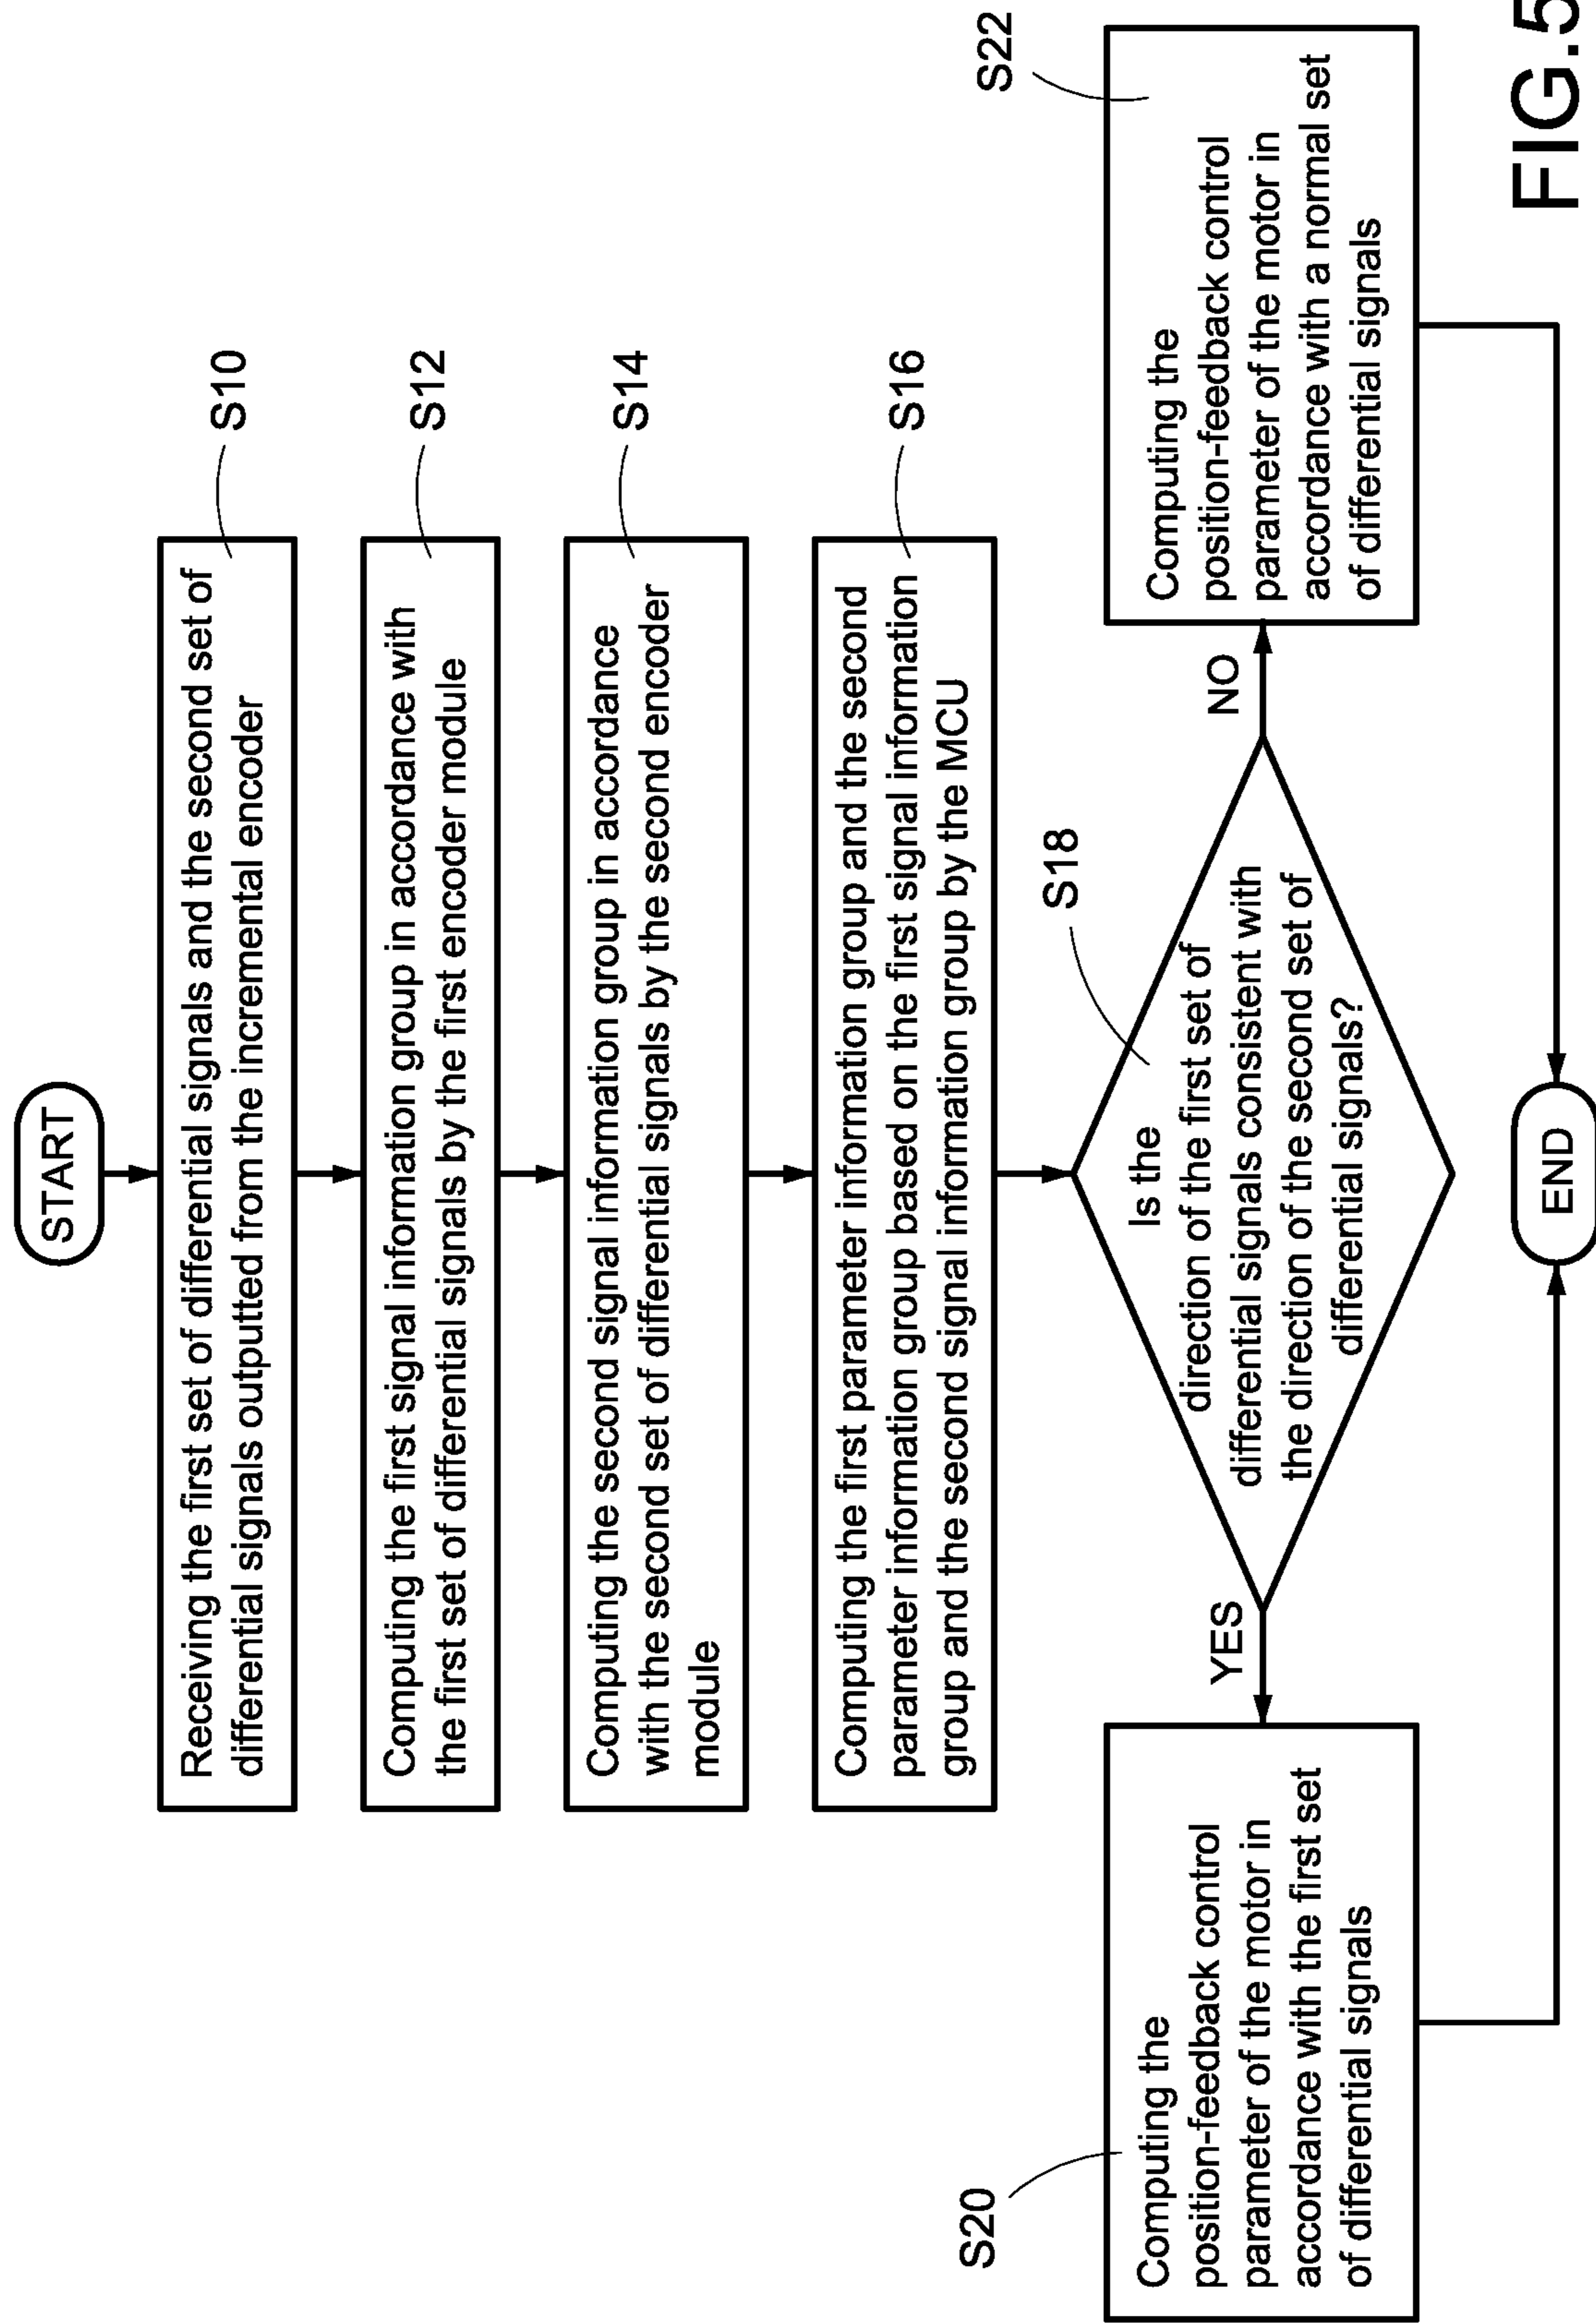 START
Receiving the first set of differential signals and the second set of
differential signals outputted from the incremental encoder
S10
Computing the first signal information group in accordance with
the first set of differential signals by the first encoder module
S12
Computing the second signal information group in accordance
with the second set of differential signals by the second encoder
module
S14
Computing the first parameter information group and the second
parameter information group based on the first signal information
group and the second signal information group by the MCU
S16
Is the
direction of the first set of
differential signals consistent with
the direction of the second set of
differential signals?
S18
YES
NO
S20
Computing the
position-feedback control
parameter of the motor in
accordance with the first set
of differential signals
S22
Computing the
position-feedback control
parameter of the motor in
accordance with a normal set
of differential signals
END
FIG.5